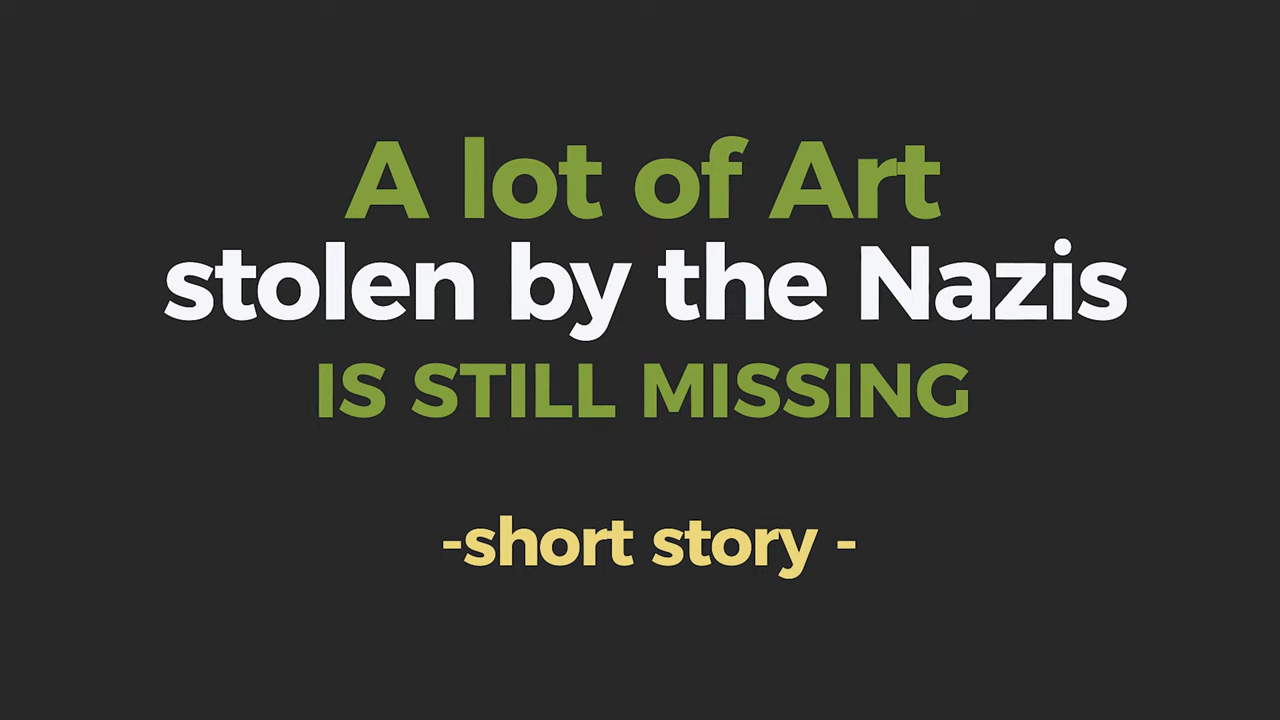 A lot of Art
stolen by the Nazis
IS STILL MISSING
-short story -